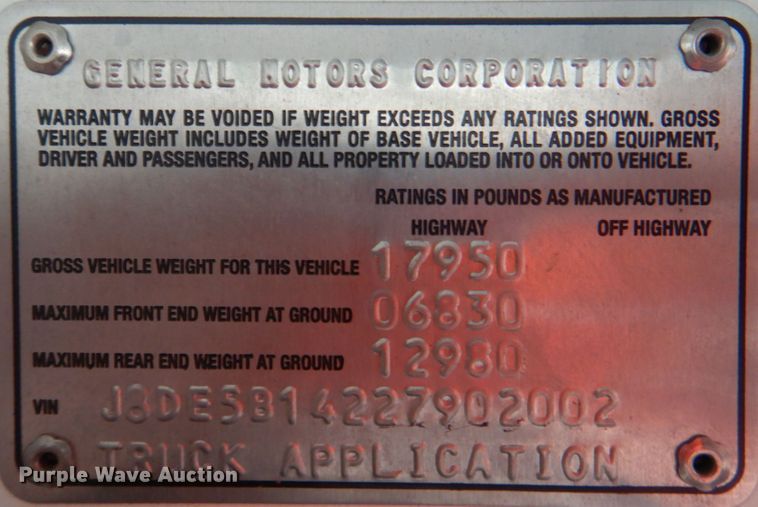 GENERAL MOTORS CORPORATION
WARRANTY MAY BE VOIDED IF WEIGHT EXCEEDS ANY RATINGS SHOWN. GROSS
VEHICLE WEIGHT INCLUDES WEIGHT OF BASE VEHICLE, ALL ADDED EQUIPMENT,
DRIVER AND PASSENGERS, AND ALL PROPERTY LOADED INTO OR ONTO VEHICLE.
RATINGS IN POUNDS AS MANUFACTURED
HIGHWAY OFF HIGHWAY
GROSS VEHICLE WEIGHT FOR THIS VEHICLE 17950
MAXIMUM FRONT END WEIGHT AT GROUND 06830
MAXIMUM REAR END WEIGHT AT GROUND 12980
VIN J8DE5B14227902002
TRUCK APPLICATION
Purple Wave Auction